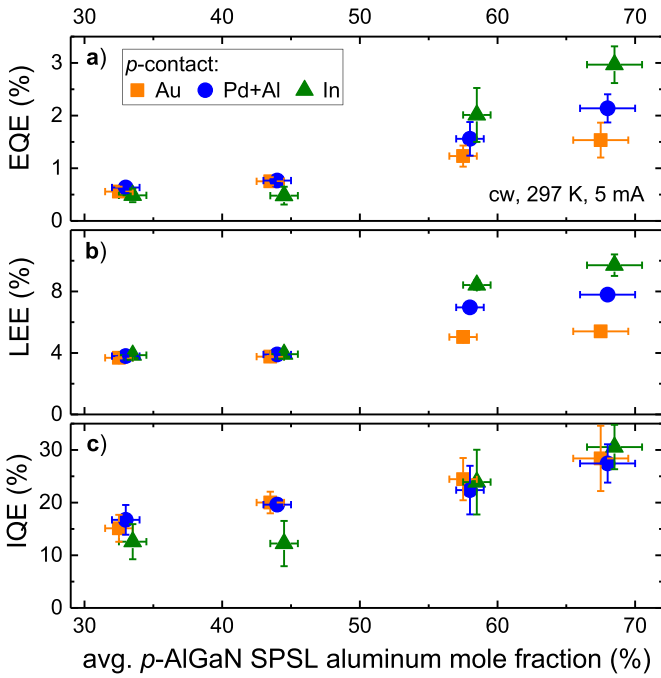 30 40 50 60 70
a)
p-contact:
Au Pd+Al In
cw, 297 K, 5 mA
EQE (%)
3
2
1
0
b)
LEE (%)
8
4
0
c)
IQE (%)
30
20
10
0
30 40 50 60 70
avg. p-AlGaN SPSL aluminum mole fraction (%)